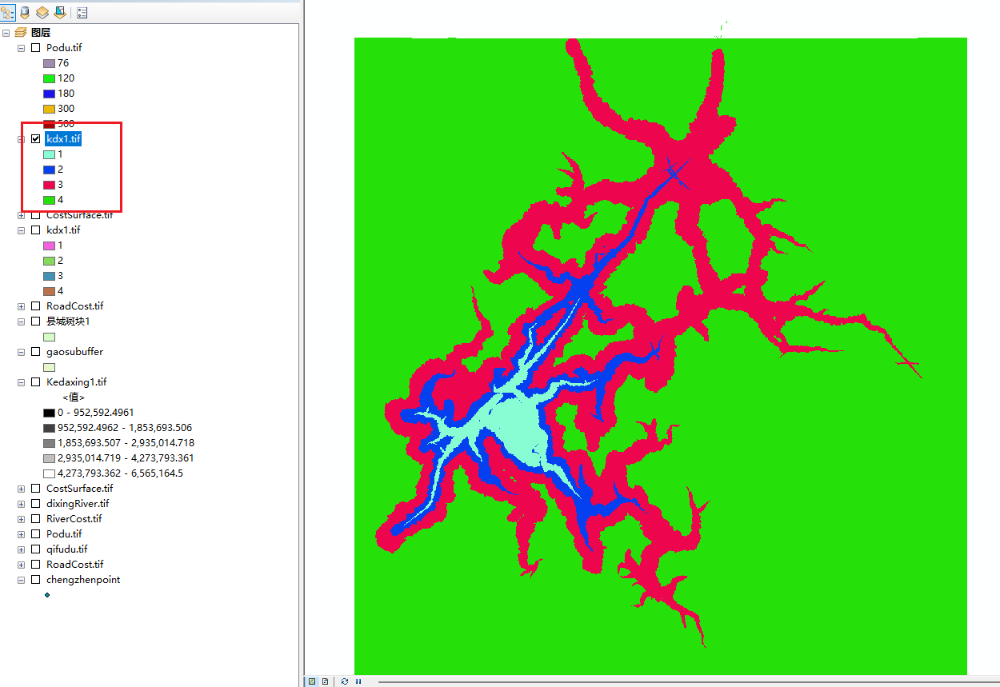 图层
Podu.tif
76
120
180
300
500
kdx1.tif
1
2
3
4
CostSurface.tif
kdx1.tif
1
2
3
4
RoadCost.tif
县城斑块1
gaosubuffer
Kedaxing1.tif
<值>
0 - 952,592.4961
952,592.4962 - 1,853,693.506
1,853,693.507 - 2,935,014.718
2,935,014.719 - 4,273,793.361
4,273,793.362 - 6,565,164.5
CostSurface.tif
dixingRiver.tif
RiverCost.tif
Podu.tif
qifudu.tif
RoadCost.tif
chengzhenpoint